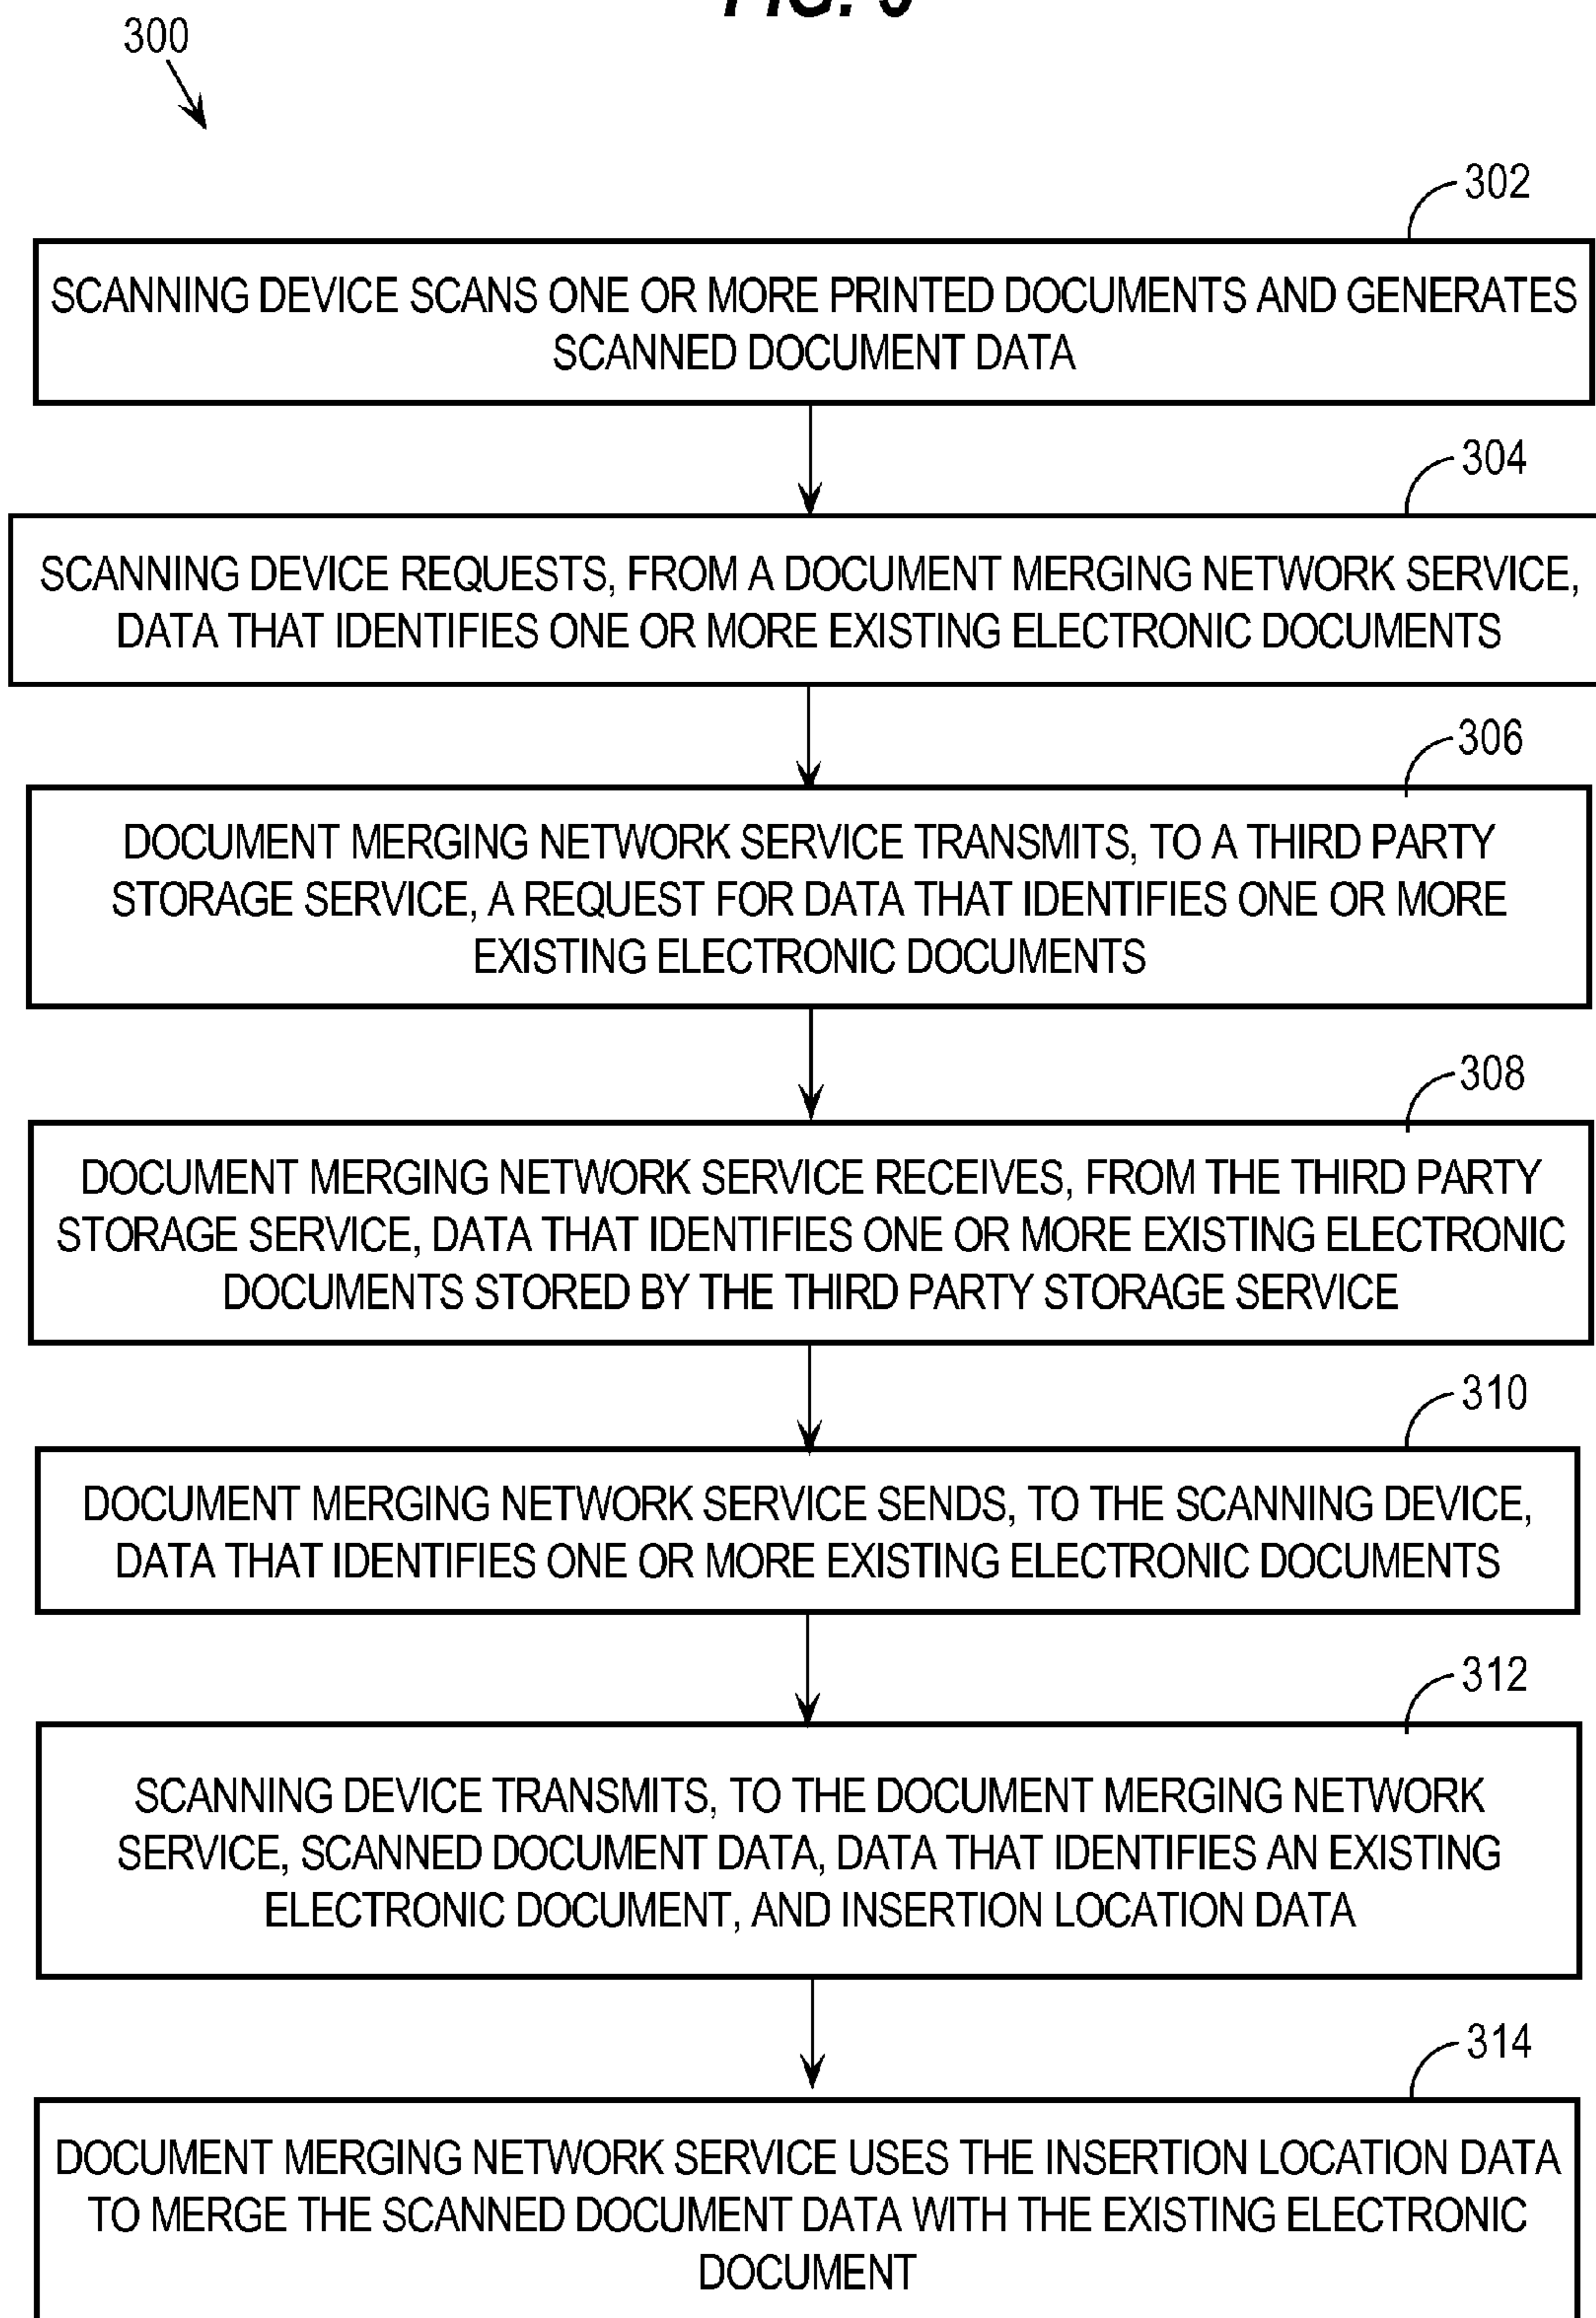 FIG.
300
302
SCANNING DEVICE SCANS ONE OR MORE PRINTED DOCUMENTS AND GENERATES
SCANNED DOCUMENT DATA
304
SCANNING DEVICE REQUESTS, FROM A DOCUMENT MERGING NETWORK SERVICE,
DATA THAT IDENTIFIES ONE OR MORE EXISTING ELECTRONIC DOCUMENTS
306
DOCUMENT MERGING NETWORK SERVICE TRANSMITS, TO A THIRD PARTY
STORAGE SERVICE, A REQUEST FOR DATA THAT IDENTIFIES ONE OR MORE
EXISTING ELECTRONIC DOCUMENTS
308
DOCUMENT MERGING NETWORK SERVICE RECEIVES, FROM THE THIRD PARTY
STORAGE SERVICE, DATA THAT IDENTIFIES ONE OR MORE EXISTING ELECTRONIC
DOCUMENTS STORED BY THE THIRD PARTY STORAGE SERVICE
310
DOCUMENT MERGING NETWORK SERVICE SENDS, TO THE SCANNING DEVICE,
DATA THAT IDENTIFIES ONE OR MORE EXISTING ELECTRONIC DOCUMENTS
312
SCANNING DEVICE TRANSMITS, TO THE DOCUMENT MERGING NETWORK
SERVICE, SCANNED DOCUMENT DATA, DATA THAT IDENTIFIES AN EXISTING
ELECTRONIC DOCUMENT, AND INSERTION LOCATION DATA
314
DOCUMENT MERGING NETWORK SERVICE USES THE INSERTION LOCATION DATA
TO MERGE THE SCANNED DOCUMENT DATA WITH THE EXISTING ELECTRONIC
DOCUMENT